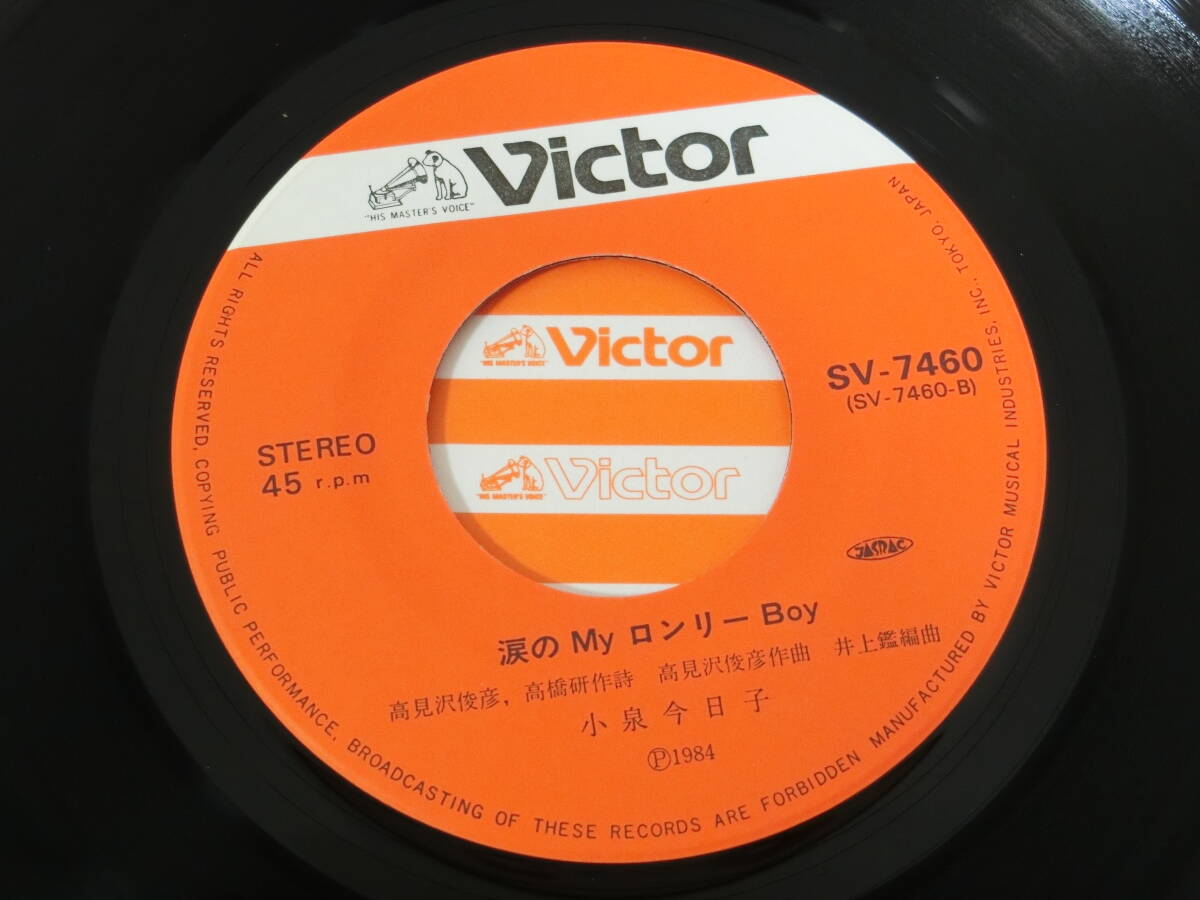 Victor
"HIS MASTER'S VOICE"
Victor
"HIS MASTER'S VOICE"
Victor
"HIS MASTER'S VOICE"
SV-7460
(SV-7460-B)
STEREO
45 r.p.m
JASRAC
涙の My ロンリー Boy
高見沢俊彦, 高橋研作詩 高見沢俊彦作曲 井上鑑編曲
小泉今日子
Ⓟ1984
ALL RIGHTS RESERVED, COPYING PUBLIC PERFORMANCE, BROADCASTING OF THESE RECORDS ARE FORBIDDEN MANUFACTURED BY VICTOR MUSICAL INDUSTRIES, INC., TOKYO, JAPAN